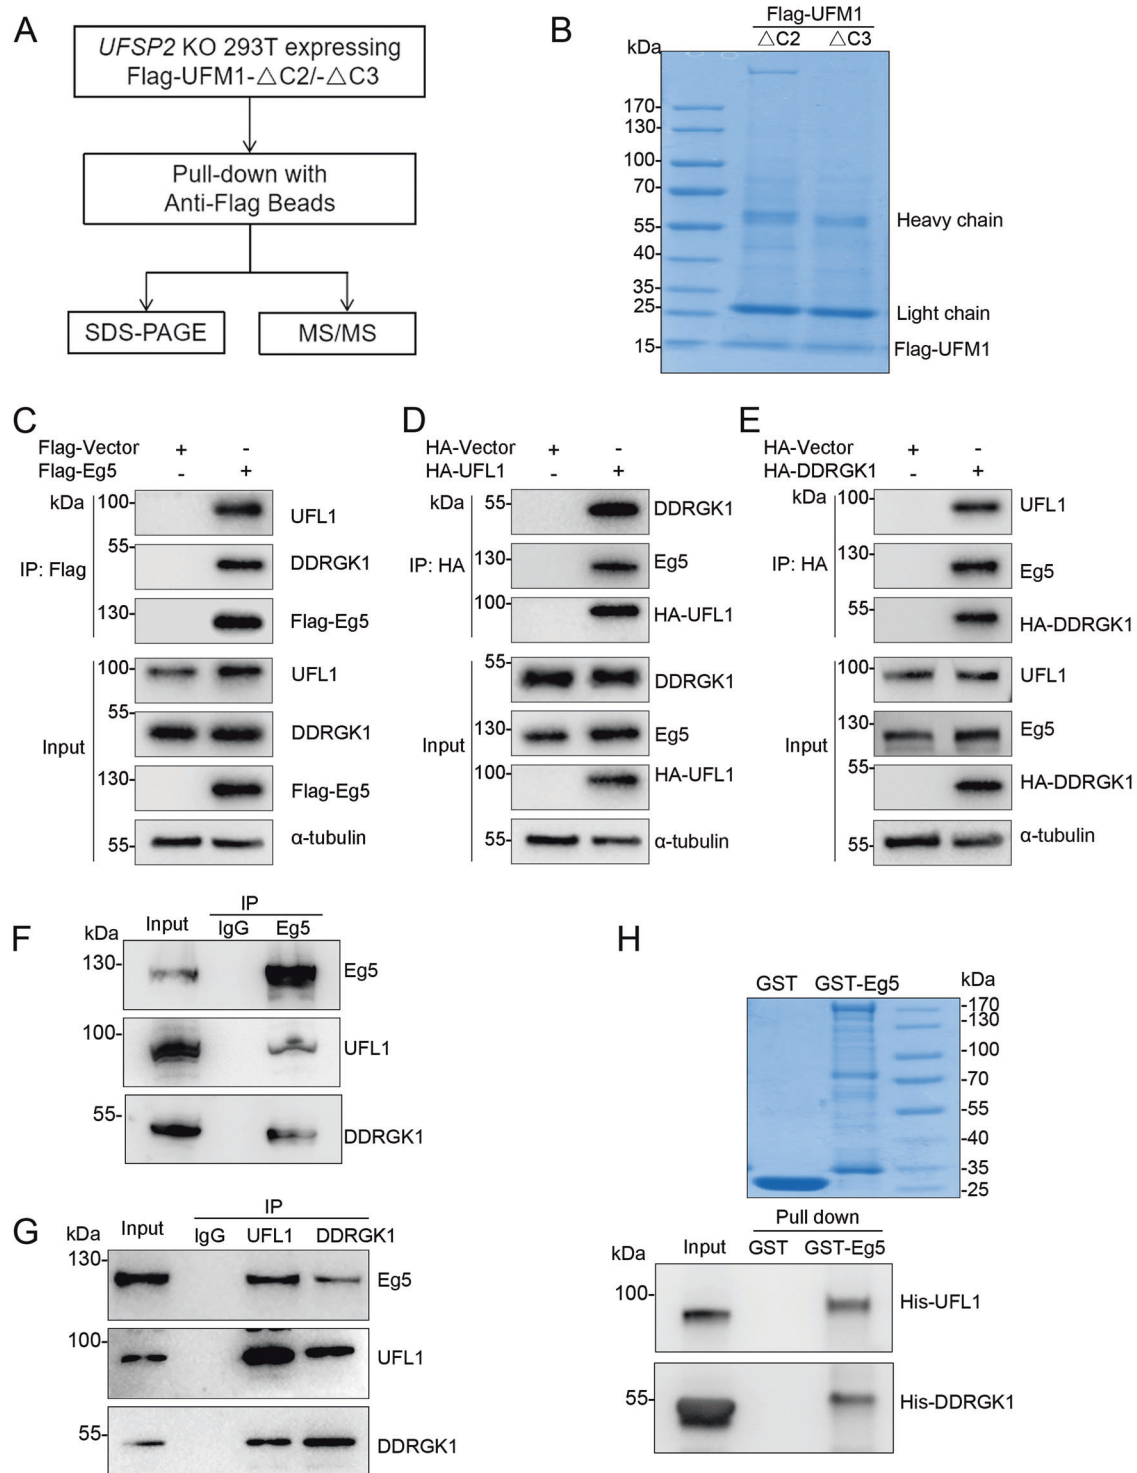 A
UFSP2 KO 293T expressing
Flag-UFM1-△C2/-△C3
Pull-down with
Anti-Flag Beads
SDS-PAGE
MS/MS
B
Flag-UFM1
kDa
△C2
△C3
170-
130-
100-
70-
55-
40-
35-
25-
15-
Heavy chain
Light chain
Flag-UFM1
C
Flag-Vector + -
Flag-Eg5 - +
kDa
IP: Flag
100-
UFL1
55-
DDRGK1
130-
Flag-Eg5
Input
100-
UFL1
55-
DDRGK1
130-
Flag-Eg5
55-
α-tubulin
D
HA-Vector + -
HA-UFL1 - +
kDa
IP: HA
55-
DDRGK1
130-
Eg5
100-
HA-UFL1
Input
55-
DDRGK1
130-
Eg5
100-
HA-UFL1
55-
α-tubulin
E
HA-Vector + -
HA-DDRGK1 - +
kDa
IP: HA
100-
UFL1
130-
Eg5
55-
HA-DDRGK1
Input
100-
UFL1
130-
Eg5
55-
HA-DDRGK1
55-
α-tubulin
F
IP
kDa
Input
IgG
Eg5
130-
Eg5
100-
UFL1
55-
DDRGK1
G
IP
kDa
Input
IgG
UFL1
DDRGK1
130-
Eg5
100-
UFL1
55-
DDRGK1
H
GST
GST-Eg5
kDa
-170
-130
-100
-70
-55
-40
-35
-25
Pull down
kDa
Input
GST
GST-Eg5
100-
His-UFL1
55-
His-DDRGK1